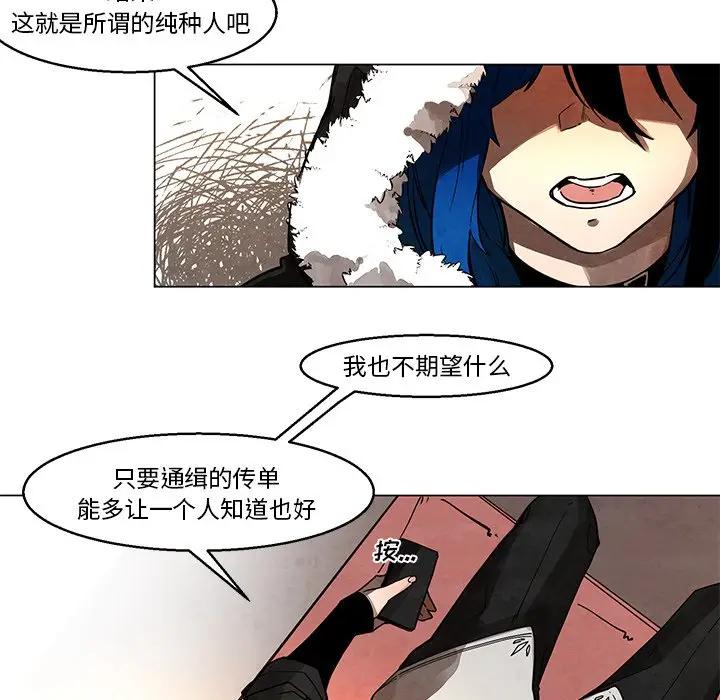 这就是所谓的纯种人吧
我也不期望什么
只要通缉的传单
能多让一个人知道也好
按...